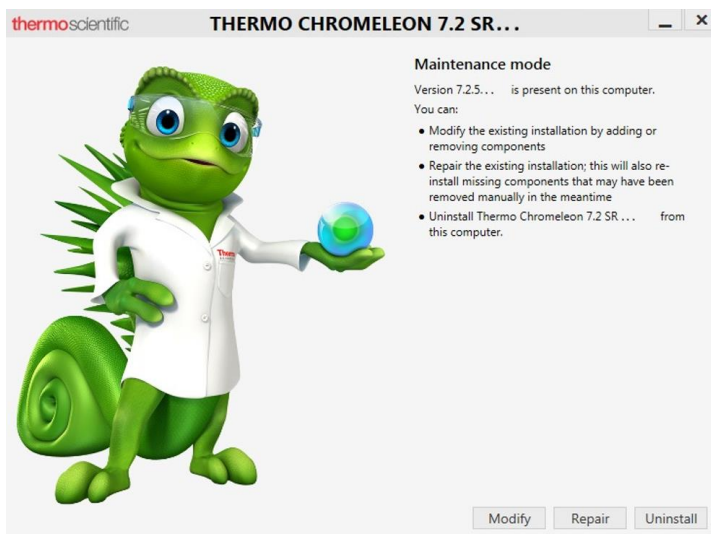 thermoscientific
THERMO CHROMELEON 7.2 SR...
Maintenance mode
Version 7.2.5... is present on this computer.
You can:
• Modify the existing installation by adding or
removing components
• Repair the existing installation; this will also re-
install missing components that may have been
removed manually in the meantime
• Uninstall Thermo Chromeleon 7.2 SR ... from
this computer.
Thermo
Modify Repair Uninstall